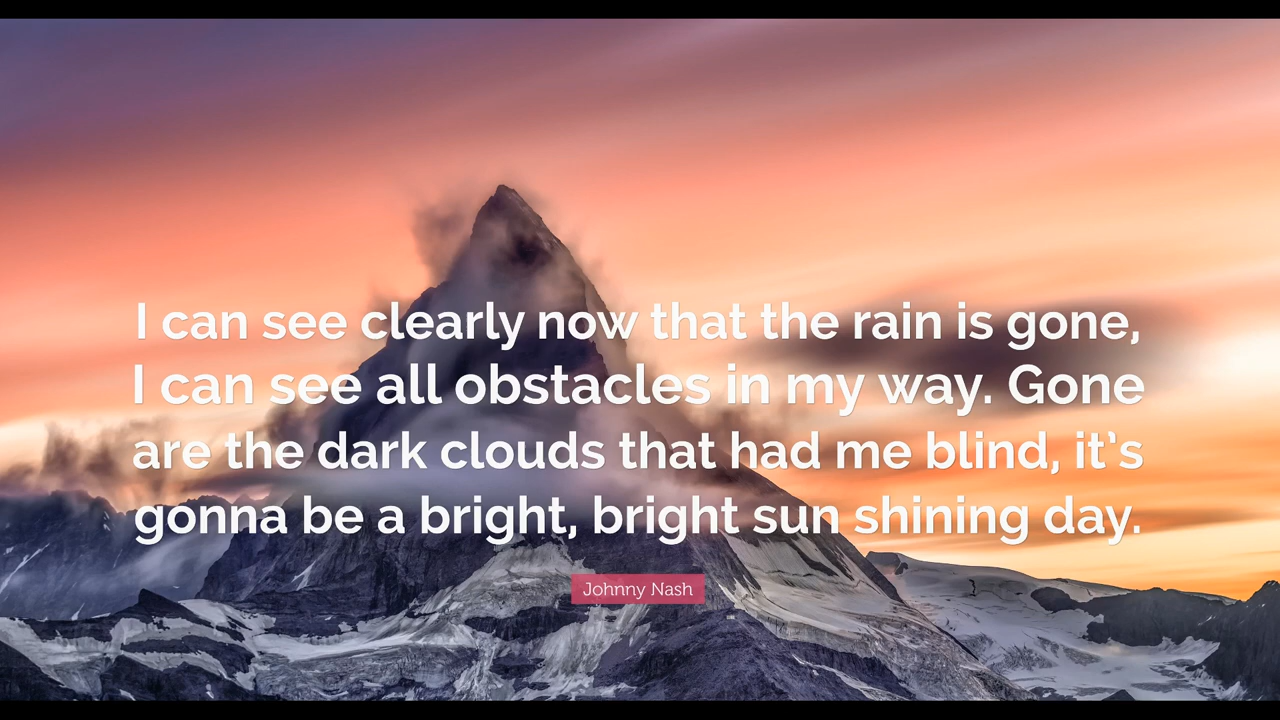 I can see clearly now that the rain is gone,
I can see all obstacles in my way. Gone
are the dark clouds that had me blind, it’s
gonna be a bright, bright sun shining day.
Johnny Nash